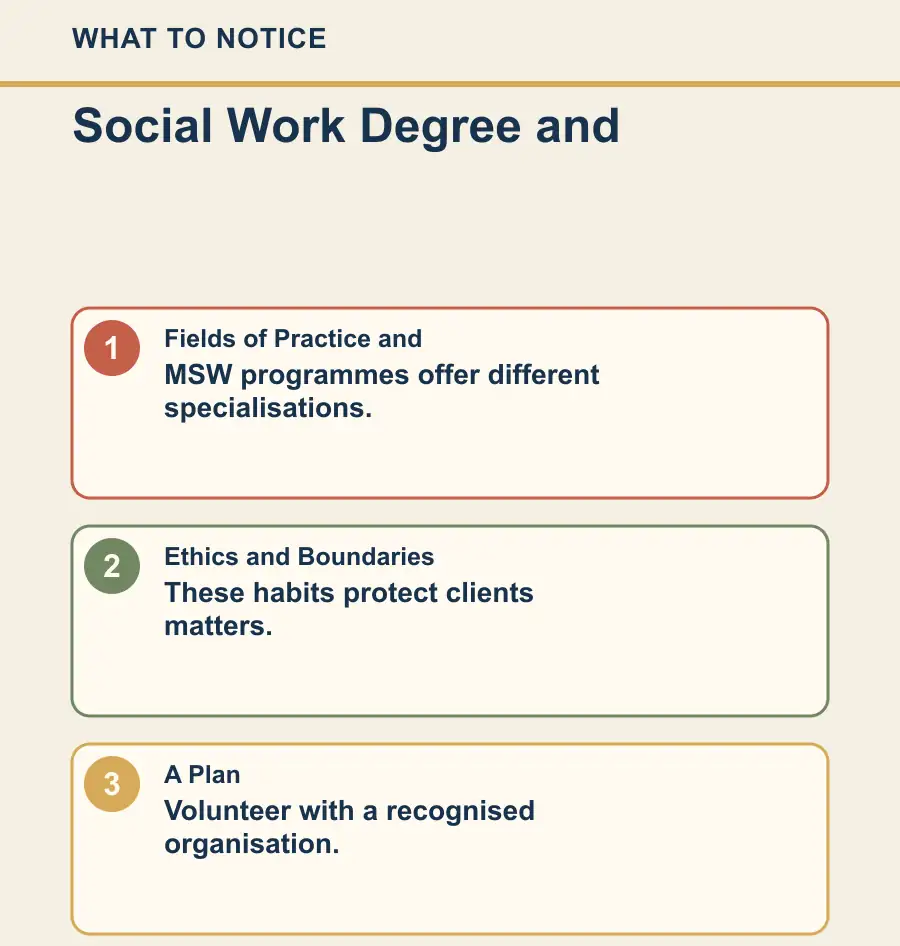 WHAT TO NOTICE
Social Work Degree and
1
Fields of Practice and
MSW programmes offer different
specialisations.
2
Ethics and Boundaries
These habits protect clients
matters.
3
A Plan
Volunteer with a recognised
organisation.